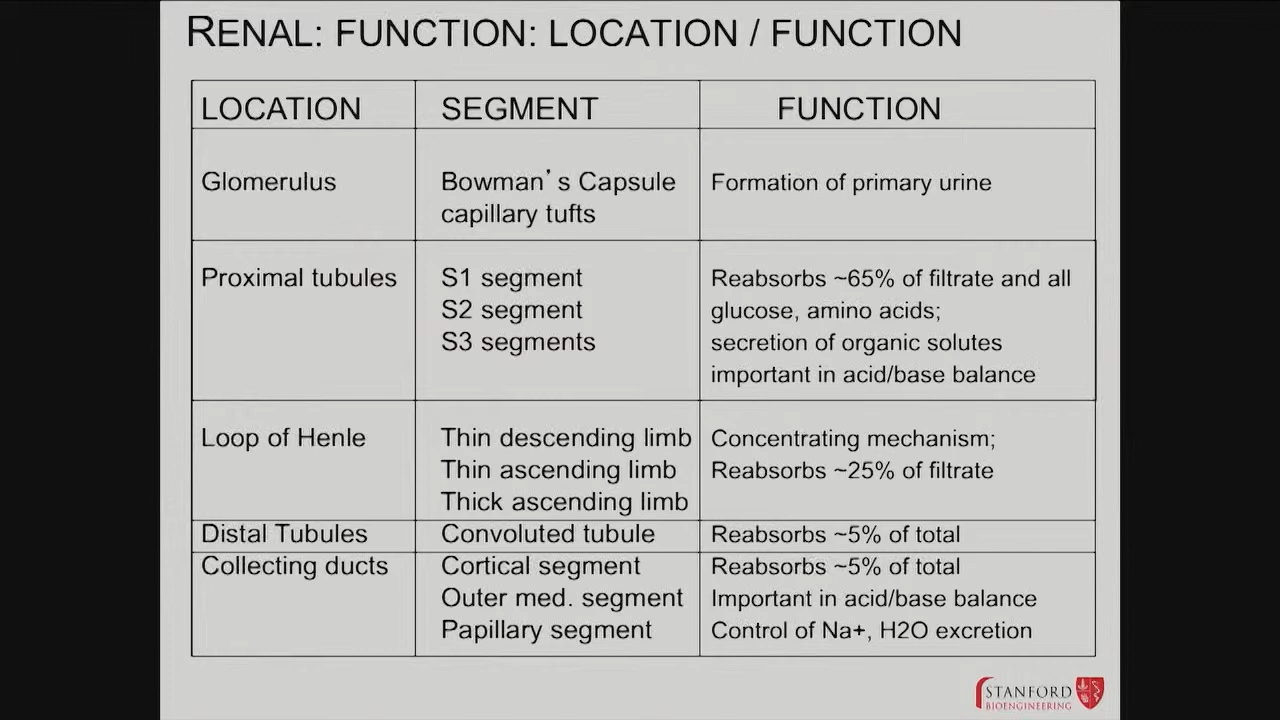 RENAL: FUNCTION: LOCATION / FUNCTION
LOCATION SEGMENT FUNCTION
Glomerulus Bowman's Capsule Formation of primary urine
capillary tufts
Proximal tubules S1 segment Reabsorbs ~65% of filtrate and all
S2 segment glucose, amino acids;
S3 segments secretion of organic solutes
important in acid/base balance
Loop of Henle Thin descending limb Concentrating mechanism;
Thin ascending limb Reabsorbs ~25% of filtrate
Thick ascending limb
Distal Tubules Convoluted tubule Reabsorbs ~5% of total
Collecting ducts Cortical segment Reabsorbs ~5% of total
Outer med. segment Important in acid/base balance
Papillary segment Control of Na+, H2O excretion
STANFORD
BIOENGINEERING